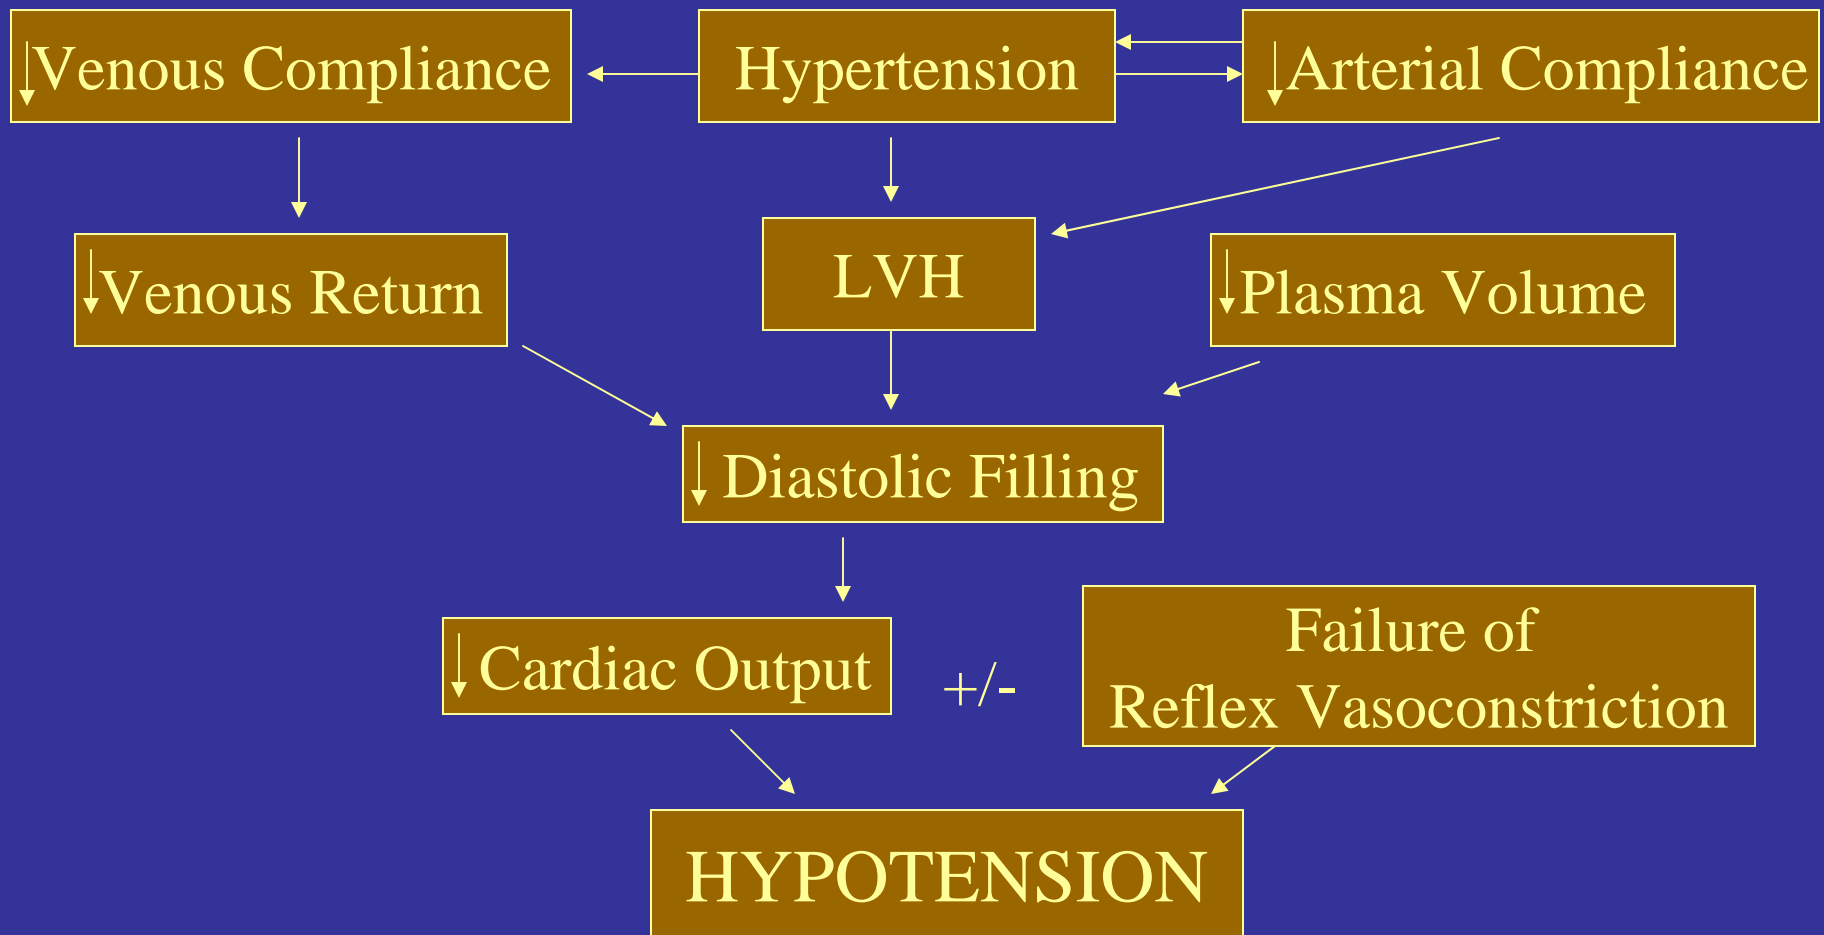 ↓Venous Compliance
Hypertension
↓Arterial Compliance
↓Venous Return
LVH
↓Plasma Volume
↓ Diastolic Filling
↓ Cardiac Output
+/-
Failure of
Reflex Vasoconstriction
HYPOTENSION